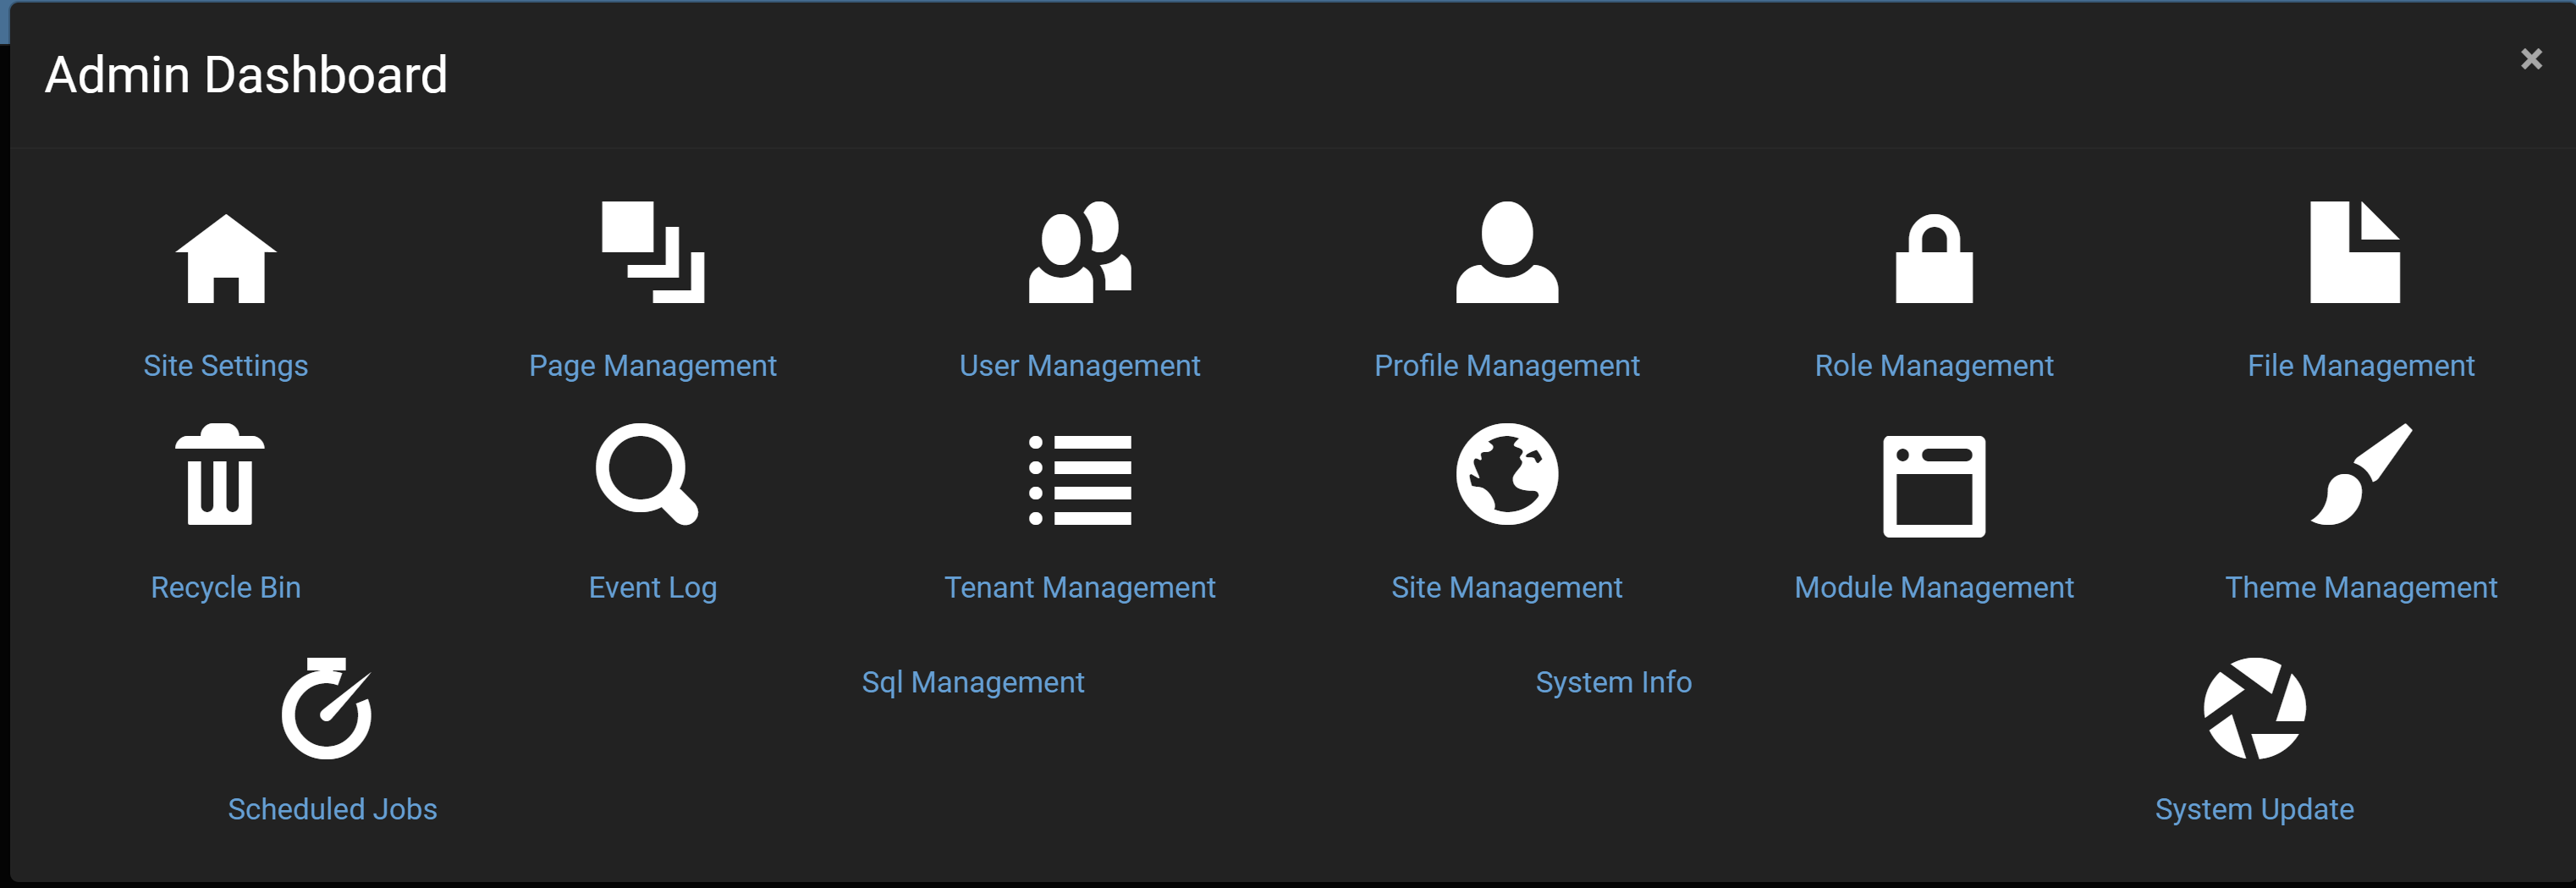 Admin Dashboard
×
Site Settings
Page Management
User Management
Profile Management
Role Management
File Management
Recycle Bin
Event Log
Tenant Management
Site Management
Module Management
Theme Management
Scheduled Jobs
Sql Management
System Info
System Update